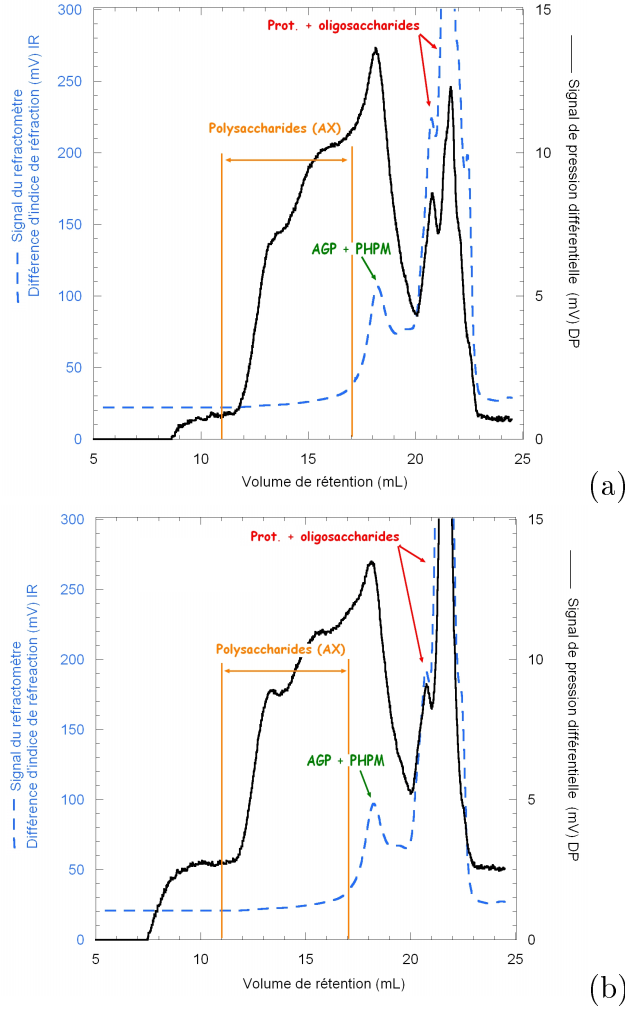 Signal du refractomètre
Différence d'indice de réfraction (mV) IR
300
250
200
150
100
50
0
Prot. + oligosaccharides
Polysaccharides (AX)
AGP + PHPM
15
10
5
0
Signal de pression différentielle (mV) DP
5
10
15
20
25
Volume de rétention (mL)
(a)
Signal du refractomètre
Différence d'indice de réfreaction (mV) IR
300
250
200
150
100
50
0
Prot. + oligosaccharides
Polysaccharides (AX)
AGP + PHPM
15
10
5
0
Signal de pression différentielle (mV) DP
5
10
15
20
25
Volume de rétention (mL)
(b)